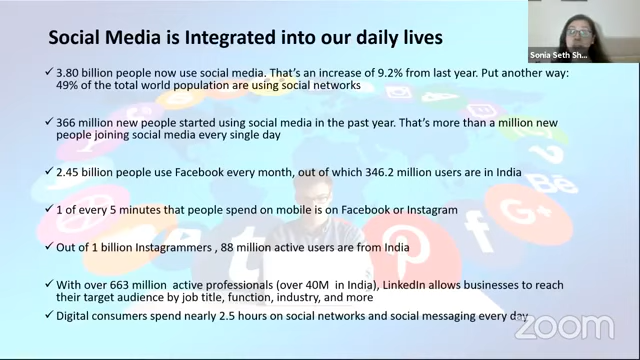 Social Media is Integrated into our daily lives
Sonia Seth Sh...
✓ 3.80 billion people now use social media. That's an increase of 9.2% from last year. Put another way:
49% of the total world population are using social networks
✓ 366 million new people started using social media in the past year. That's more than a million new
people joining social media every single day
✓ 2.45 billion people use Facebook every month, out of which 346.2 million users are in India
✓ 1 of every 5 minutes that people spend on mobile is on Facebook or Instagram
✓ Out of 1 billion Instagrammers , 88 million active users are from India
✓ With over 663 million  active professionals (over 40M  in India), LinkedIn allows businesses to reach
their target audience by job title, function, industry, and more
✓ Digital consumers spend nearly 2.5 hours on social networks and social messaging every day
Bē
G+
f
t
zoom